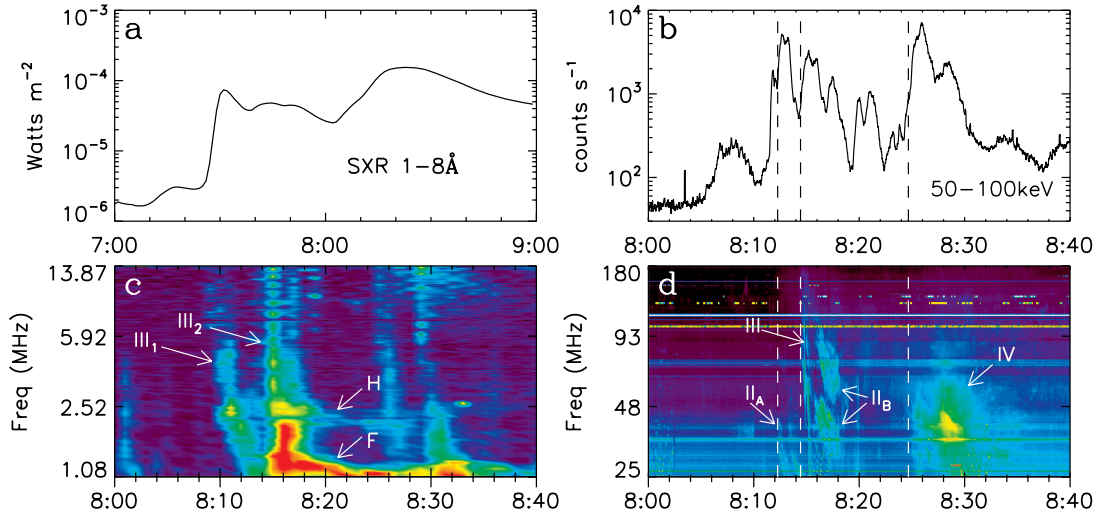 a
10⁻³
10⁻⁴
10⁻⁵
10⁻⁶
Watts m⁻²
SXR 1–8Å
7:00 8:00 9:00
b
10⁴
10³
10²
counts s⁻¹
50–100keV
8:00 8:10 8:20 8:30 8:40
c
13.87
5.92
2.52
1.08
Freq (MHz)
III₁
III₂
H
F
8:00 8:10 8:20 8:30 8:40
d
180
93
48
25
Freq (MHz)
III
II_A
II_B
IV
8:00 8:10 8:20 8:30 8:40